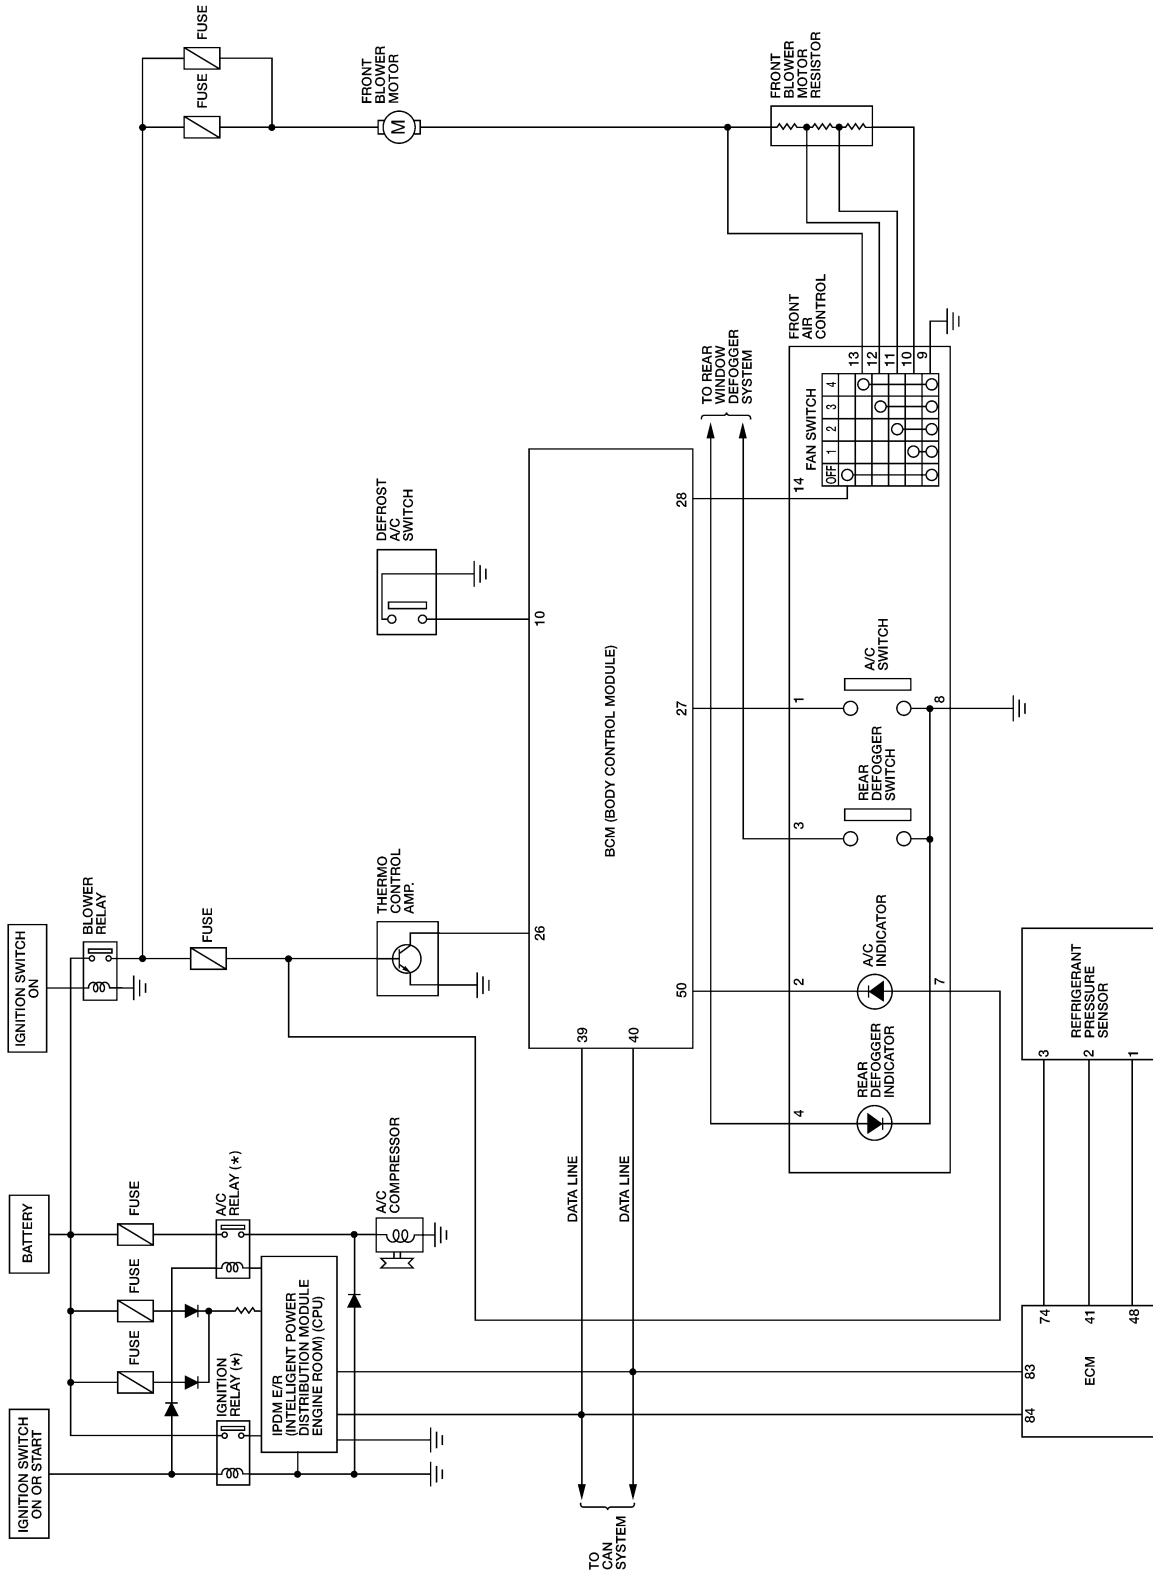 IGNITION SWITCH
ON OR START
BATTERY
IGNITION SWITCH
ON
FUSE
FUSE
FUSE
BLOWER
RELAY
FUSE
FUSE
IGNITION
RELAY (*)
A/C
RELAY (*)
FUSE
IPDM E/R
(INTELLIGENT POWER
DISTRIBUTION MODULE
ENGINE ROOM) (CPU)
A/C
COMPRESSOR
THERMO
CONTROL
AMP.
DEFROST
A/C
SWITCH
FRONT
BLOWER
MOTOR
M
26
10
TO
CAN
SYSTEM
DATA LINE
DATA LINE
39
40
BCM (BODY CONTROL MODULE)
50
27
28
TO REAR
WINDOW
DEFOGGER
SYSTEM
FRONT
BLOWER
MOTOR
RESISTOR
FRONT
AIR
CONTROL
4
2
3
1
14
FAN SWITCH
OFF
1
2
3
4
13
12
11
10
9
REAR
DEFOGGER
INDICATOR
A/C
INDICATOR
REAR
DEFOGGER
SWITCH
A/C
SWITCH
7
8
84
83
ECM
74
41
48
3
2
1
REFRIGERANT
PRESSURE
SENSOR